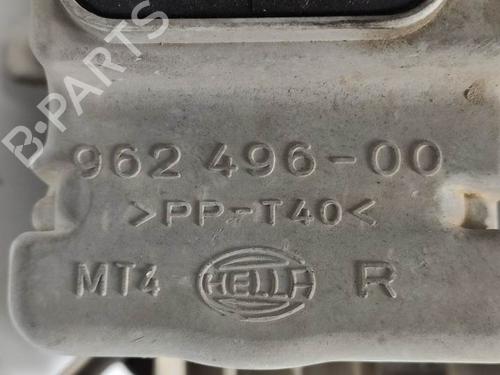 B-PARTS
962 496-00
>PP-T40<
MT4 HELLA R